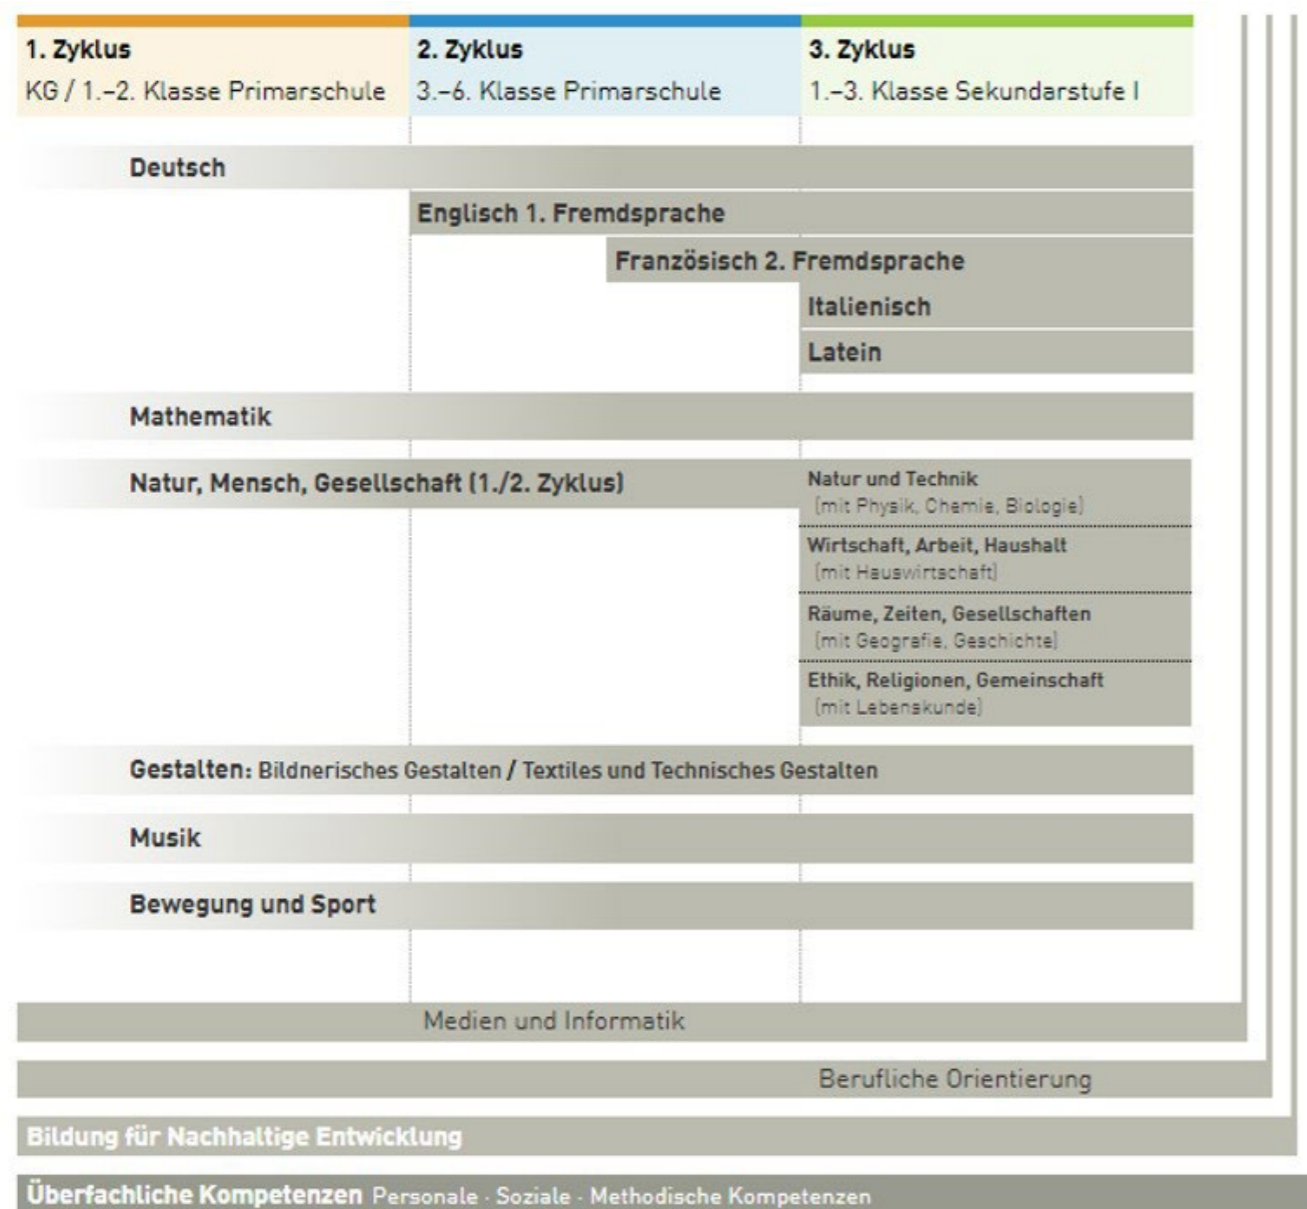 1. Zyklus
KG / 1.–2. Klasse Primarschule
2. Zyklus
3.–6. Klasse Primarschule
3. Zyklus
1.–3. Klasse Sekundarstufe I
Deutsch
Englisch 1. Fremdsprache
Französisch 2. Fremdsprache
Italienisch
Latein
Mathematik
Natur, Mensch, Gesellschaft (1./2. Zyklus)
Natur und Technik
(mit Physik, Chemie, Biologie)
Wirtschaft, Arbeit, Haushalt
(mit Hauswirtschaft)
Räume, Zeiten, Gesellschaften
(mit Geografie, Geschichte)
Ethik, Religionen, Gemeinschaft
(mit Lebenskunde)
Gestalten: Bildnerisches Gestalten / Textiles und Technisches Gestalten
Musik
Bewegung und Sport
Medien und Informatik
Berufliche Orientierung
Bildung für Nachhaltige Entwicklung
Überfachliche Kompetenzen Personale · Soziale · Methodische Kompetenzen